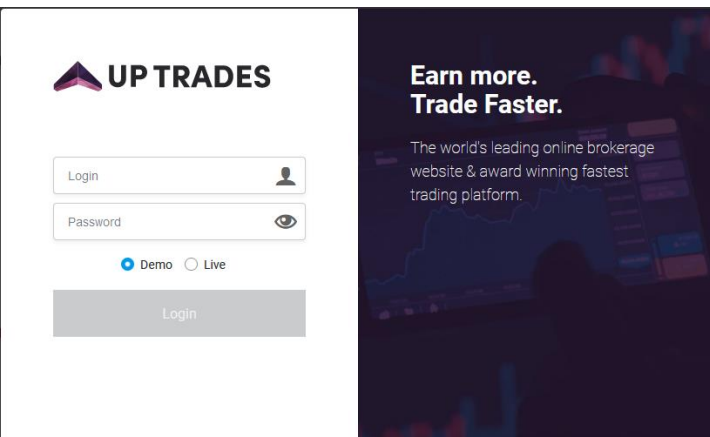 UP TRADES
Login
Password
Demo
Live
Login
Earn more.
Trade Faster.
The world's leading online brokerage
website & award winning fastest
trading platform.